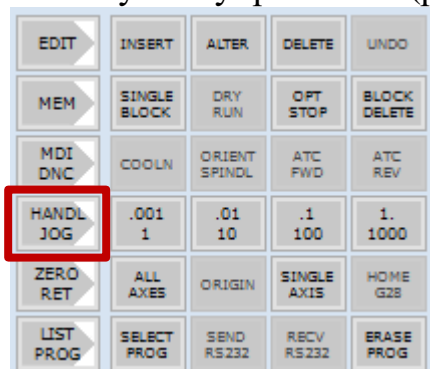 EDIT INSERT ALTER DELETE UNDO
MEM SINGLE BLOCK DRY RUN OPT STOP BLOCK DELETE
MDI DNC COOLN ORIENT SPINDL ATC FWD ATC REV
HANDL JOG .001 1 .01 10 .1 100 1. 1000
ZERO RET ALL AXES ORIGIN SINGLE AXIS HOME G28
LIST PROG SELECT PROG SEND RS232 RECV RS232 ERASE PROG